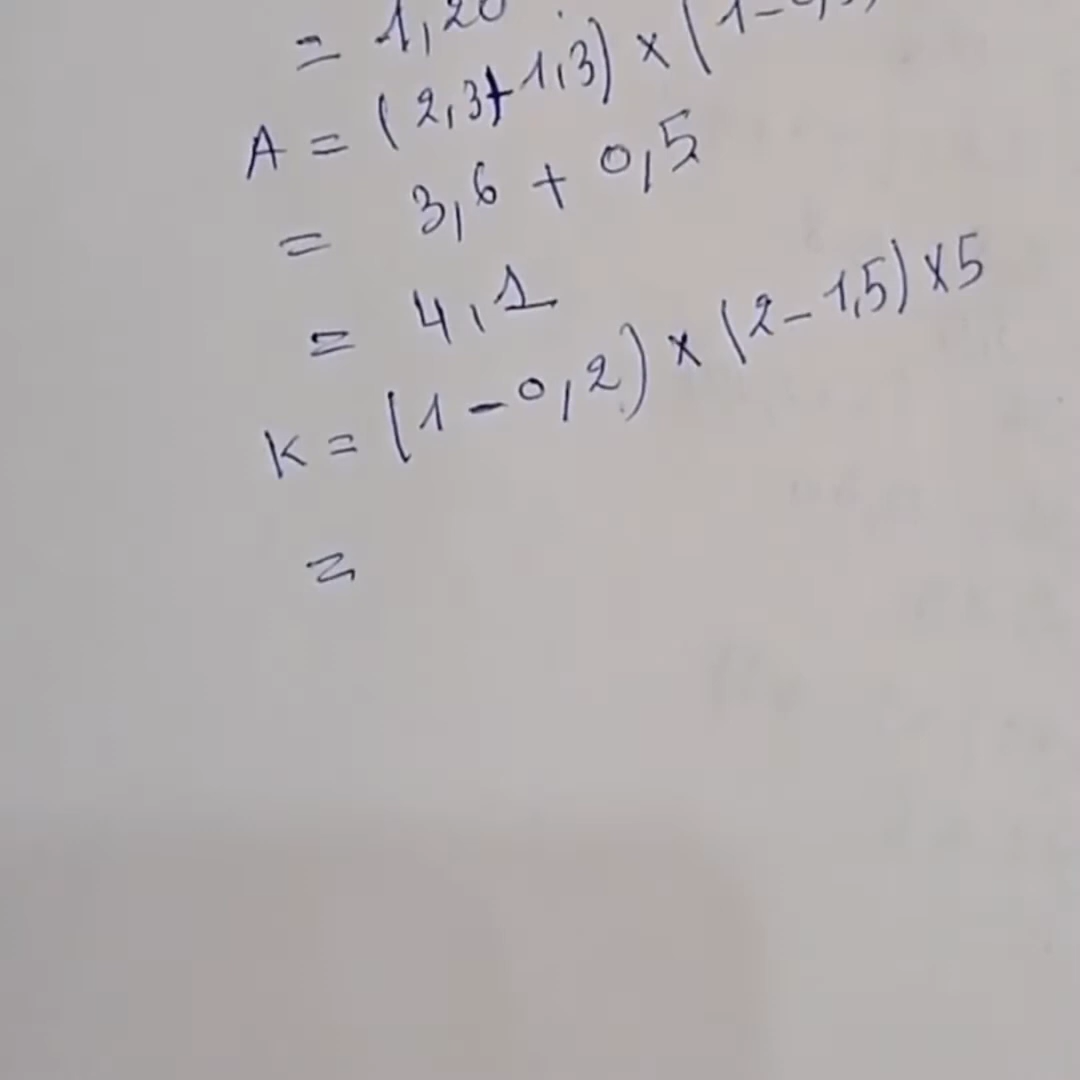 = 1,20
A = (2,3+1,3) × (1-
= 3,6 + 0,5
= 4,1
K = (1-0,2) × (2-1,5) × 5
=